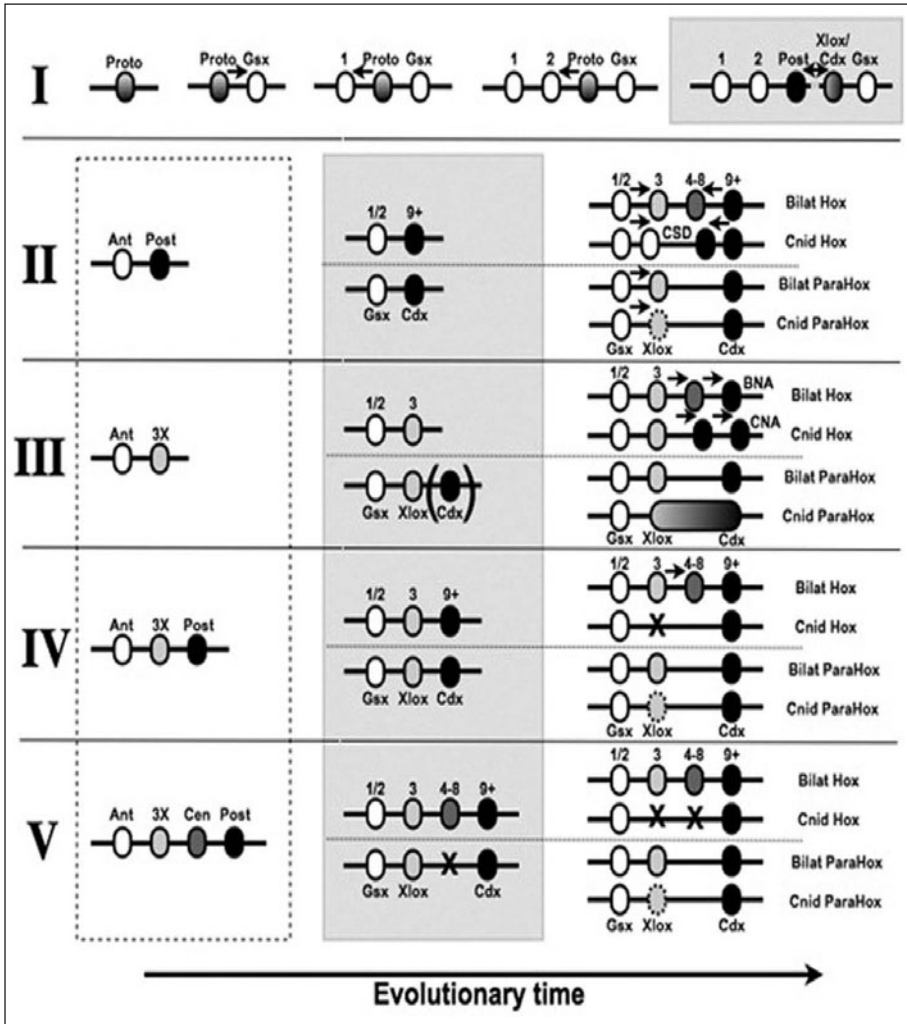 Xlox/
Proto Proto Gsx 1 Proto Gsx 1 2 Proto Gsx 1 2 Post Cdx Gsx
I
1/2 3 4-8 9+
1/2 9+ Bilat Hox
Ant Post CSD Cnid Hox
II
Bilat ParaHox
Gsx Cdx Cnid ParaHox
Gsx Xlox Cdx
1/2 3 BNA
1/2 3 Bilat Hox
CNA
Ant 3X Cnid Hox
III
Bilat ParaHox
Gsx Xlox (Cdx) Cnid ParaHox
Gsx Xlox Cdx
1/2 3 4-8 9+
1/2 3 9+ Bilat Hox
Ant 3X Post Cnid Hox
X
IV
Bilat ParaHox
Gsx Xlox Cdx Cnid ParaHox
Gsx Xlox Cdx
1/2 3 4-8 9+
1/2 3 4-8 9+ Bilat Hox
Ant 3X Cen Post Cnid Hox
X X
V
X Bilat ParaHox
Gsx Xlox Cdx Cnid ParaHox
Gsx Xlox Cdx
Evolutionary time